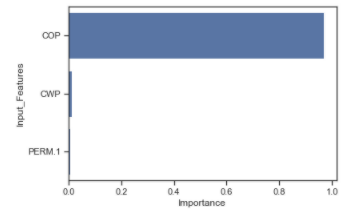 COP
CWP
PERM.1
Input_Features
0.0 0.2 0.4 0.6 0.8 1.0
Importance